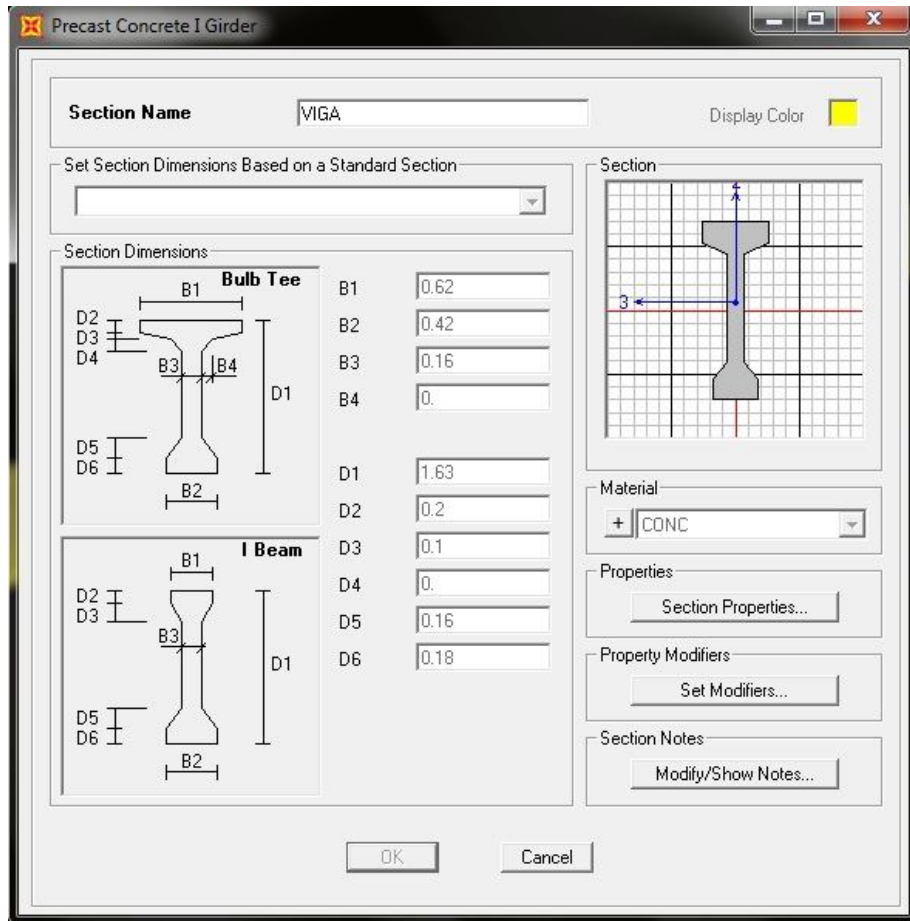 Precast Concrete I Girder
Section Name VIGA Display Color
Set Section Dimensions Based on a Standard Section
Section
2
3
Section Dimensions
Bulb Tee
B1
D2
D3
D4
B3 B4
D1
D5
D6
B2
I Beam
B1
D2
D3
B3
D1
D5
D6
B2
B1 0.62
B2 0.42
B3 0.16
B4 0.
D1 1.63
D2 0.2
D3 0.1
D4 0.
D5 0.16
D6 0.18
Material
+ CONC
Properties
Section Properties...
Property Modifiers
Set Modifiers...
Section Notes
Modify/Show Notes...
OK Cancel